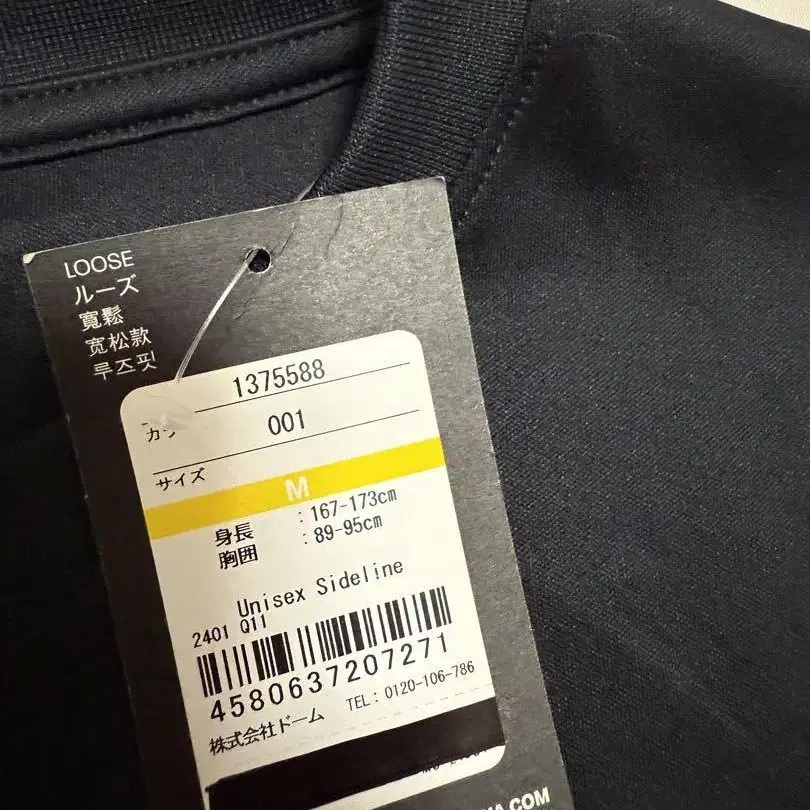 LOOSE
ルーズ
寬鬆
宽松款
루즈핏
1375588
001
サイズ
M
身長 : 167-173cm
胸囲 : 89-95cm
Unisex Sideline
2401 Q11
4580637207271
株式会社ドーム TEL: 0120-106-786
.COM